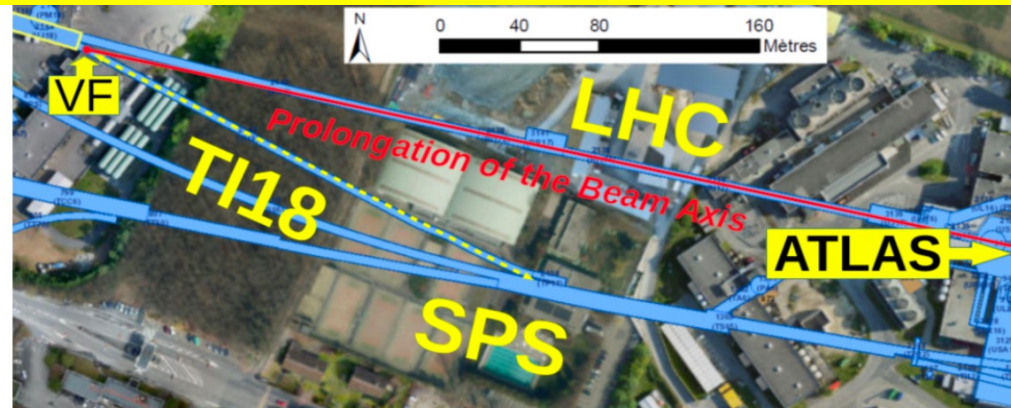 N
0 40 80 160
Mètres
LHC
VF
Prolongation of the Beam Axis
TI18
ATLAS
SPS